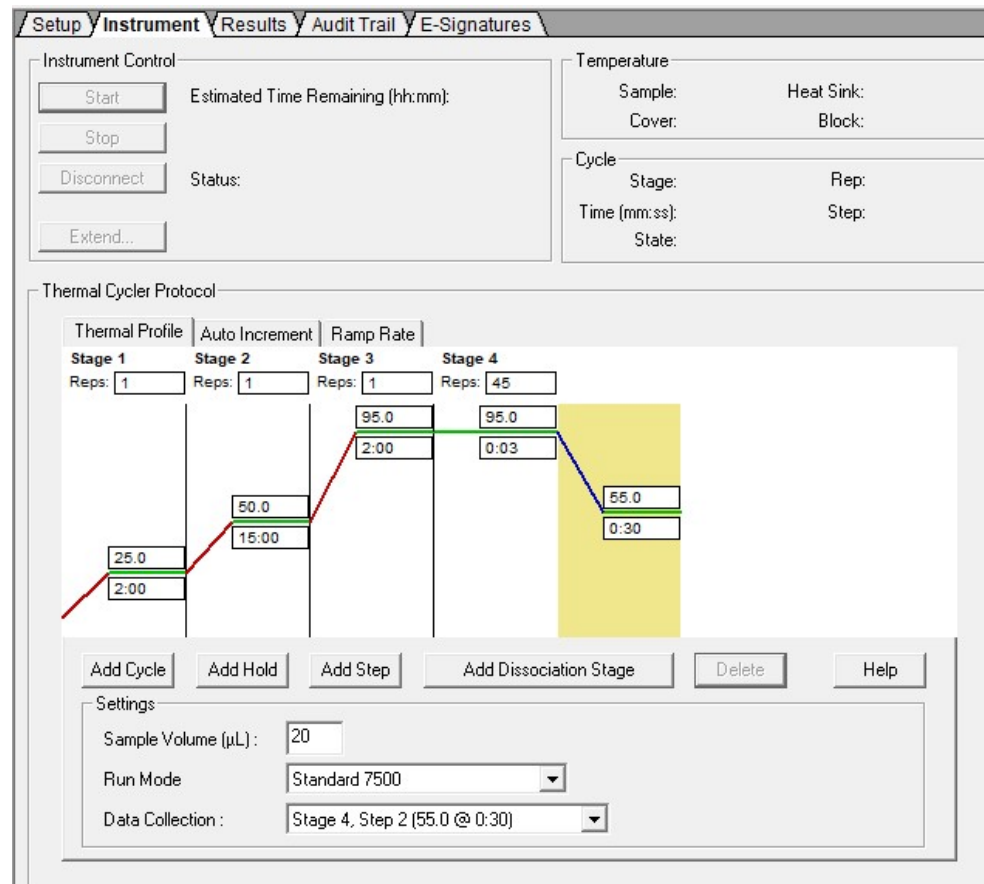 Setup Instrument Results Audit Trail E-Signatures
Instrument Control
Start
Estimated Time Remaining (hh:mm):
Stop
Disconnect
Status:
Extend...
Temperature
Sample: Heat Sink:
Cover: Block:
Cycle
Stage: Rep:
Time (mm:ss): Step:
State:
Thermal Cycler Protocol
Thermal Profile Auto Increment Ramp Rate
Stage 1 Stage 2 Stage 3 Stage 4
Reps: 1 Reps: 1 Reps: 1 Reps: 45
25.0
2:00
50.0
15:00
95.0
2:00
95.0
0:03
55.0
0:30
Add Cycle Add Hold Add Step Add Dissociation Stage Delete Help
Settings
Sample Volume (µL) : 20
Run Mode Standard 7500
Data Collection : Stage 4, Step 2 (55.0 @ 0:30)